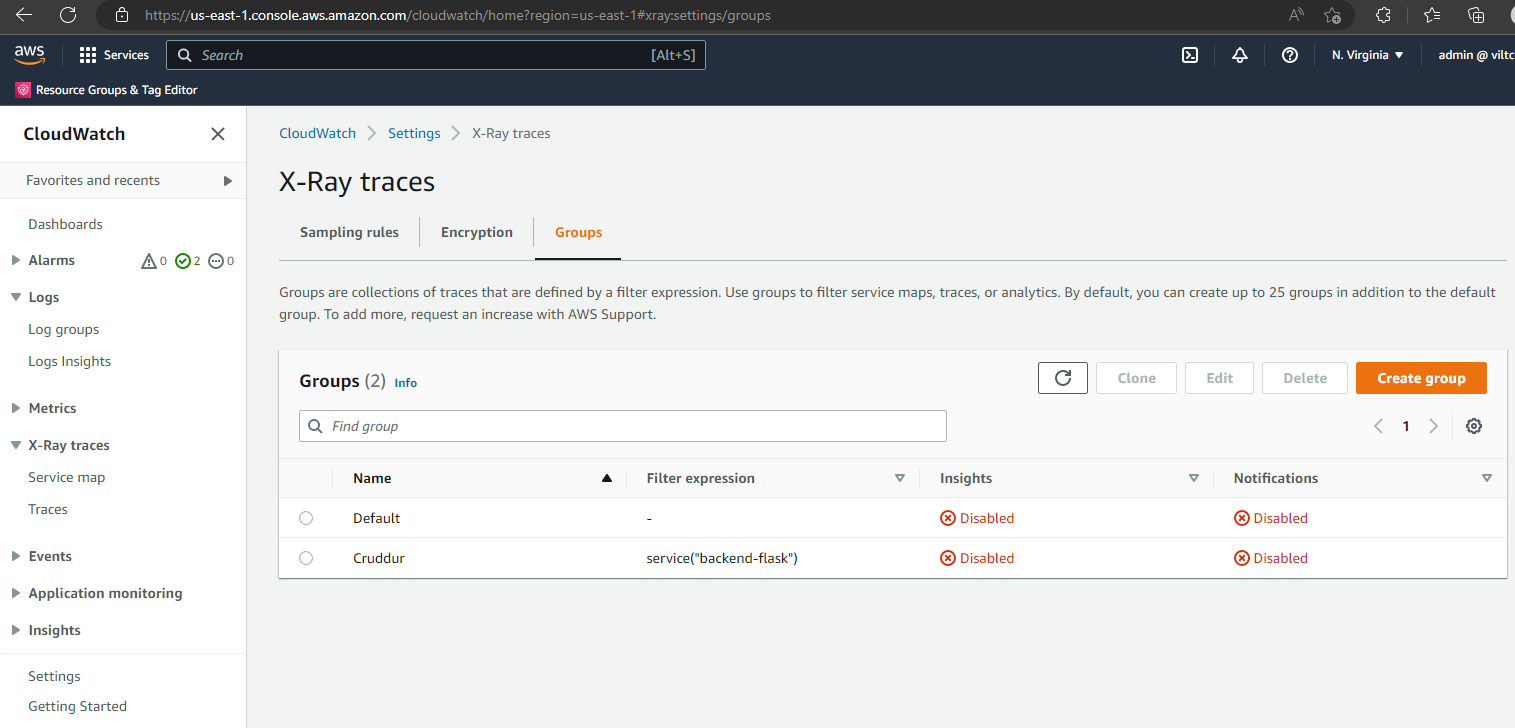 https://us-east-1.console.aws.amazon.com/cloudwatch/home?region=us-east-1#xray:settings/groups
aws Services Search [Alt+S] N. Virginia admin @ viltc
Resource Groups & Tag Editor
CloudWatch
Favorites and recents
Dashboards
Alarms 0 2 0
Logs
Log groups
Logs Insights
Metrics
X-Ray traces
Service map
Traces
Events
Application monitoring
Insights
Settings
Getting Started
CloudWatch Settings X-Ray traces
X-Ray traces
Sampling rules Encryption Groups
Groups are collections of traces that are defined by a filter expression. Use groups to filter service maps, traces, or analytics. By default, you can create up to 25 groups in addition to the default
group. To add more, request an increase with AWS Support.
Groups (2) Info Clone Edit Delete Create group
Find group 1
Name Filter expression Insights Notifications
Default - Disabled Disabled
Cruddur service("backend-flask") Disabled Disabled